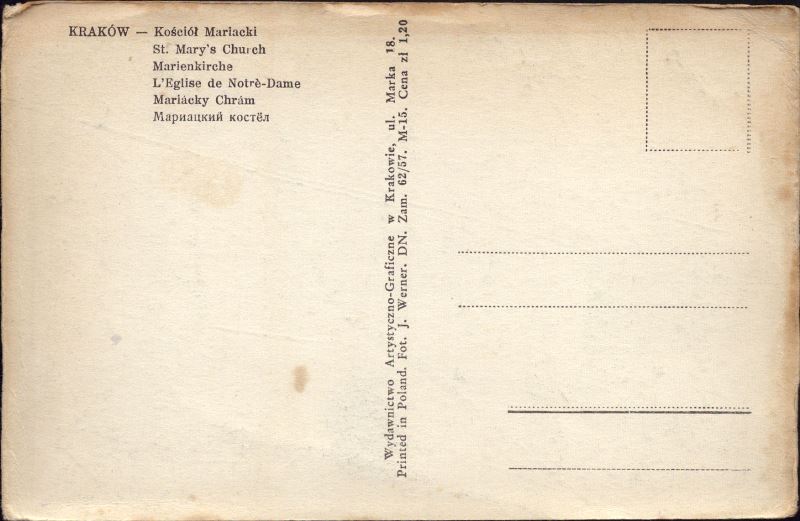 KRAKÓW — Kościół Mariacki
St. Mary's Church
Marienkirche
L'Eglise de Notrè-Dame
Mariácky Chrám
Мариацкий костёл
Wydawnictwo Artystyczno-Graficzne w Krakowie, ul. Marka 18.
Printed in Poland. Fot. J. Werner. DN. Zam. 62/57. M-15. Cena zł 1,20